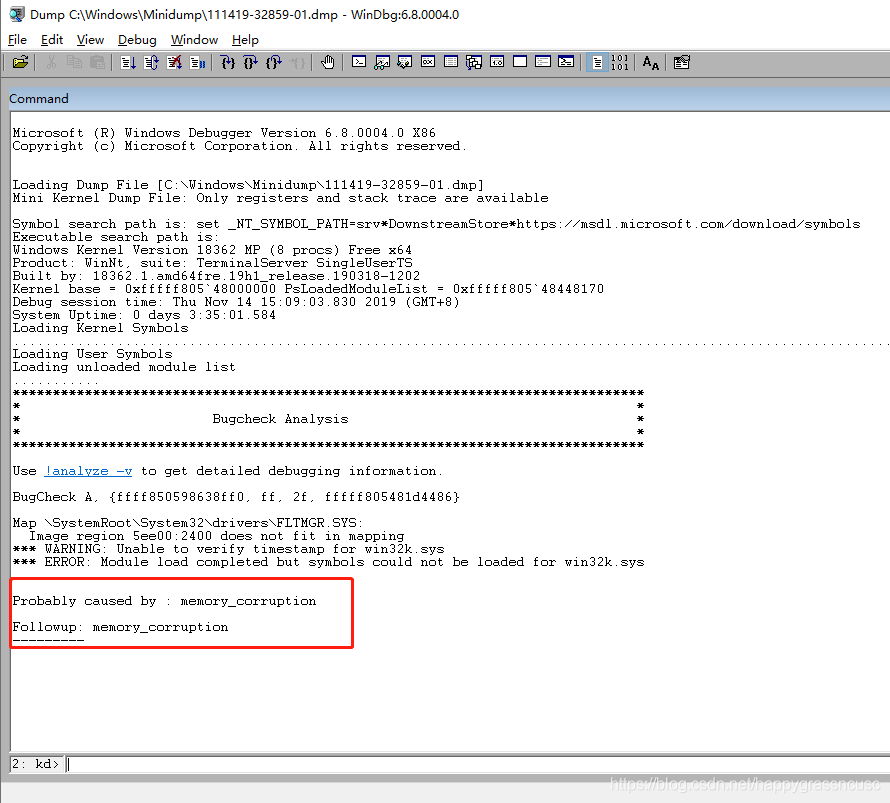 Dump C:\Windows\Minidump\111419-32859-01.dmp - WinDbg:6.8.0004.0
File Edit View Debug Window Help
Command
Microsoft (R) Windows Debugger Version 6.8.0004.0 X86
Copyright (c) Microsoft Corporation. All rights reserved.
Loading Dump File [C:\Windows\Minidump\111419-32859-01.dmp]
Mini Kernel Dump File: Only registers and stack trace are available
Symbol search path is: set _NT_SYMBOL_PATH=srv*DownstreamStore*https://msdl.microsoft.com/download/symbols
Executable search path is:
Windows Kernel Version 18362 MP (8 procs) Free x64
Product: WinNt, suite: TerminalServer SingleUserTS
Built by: 18362.1.amd64fre.19h1_release.190318-1202
Kernel base = 0xfffff805`48000000 PsLoadedModuleList = 0xfffff805`48448170
Debug session time: Thu Nov 14 15:09:03.830 2019 (GMT+8)
System Uptime: 0 days 3:35:01.584
Loading Kernel Symbols
...............................................................................................................
Loading User Symbols
Loading unloaded module list
...........
*******************************************************************************
* *
* Bugcheck Analysis *
* *
*******************************************************************************
Use !analyze -v to get detailed debugging information.
BugCheck A, {ffff850598638ff0, ff, 2f, fffff805481d4486}
Map \SystemRoot\System32\drivers\FLTMGR.SYS:
Image region 5ee00:2400 does not fit in mapping
*** WARNING: Unable to verify timestamp for win32k.sys
*** ERROR: Module load completed but symbols could not be loaded for win32k.sys
Probably caused by : memory_corruption
Followup: memory_corruption
---------
2: kd>